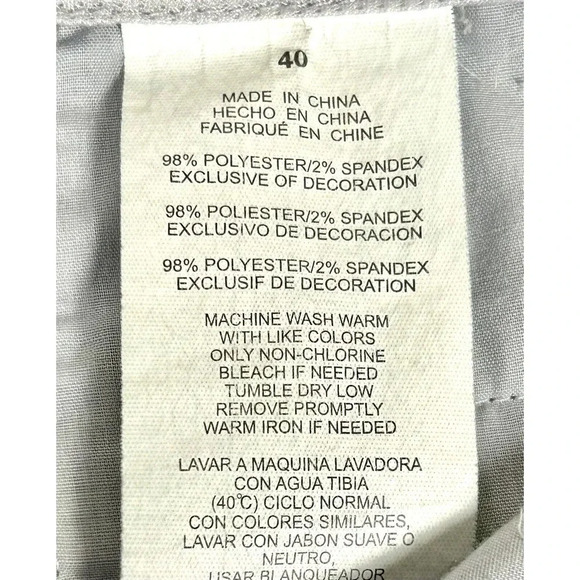 40
MADE IN CHINA
HECHO EN CHINA
FABRIQUÉ EN CHINE
98% POLYESTER/2% SPANDEX
EXCLUSIVE OF DECORATION
98% POLIESTER/2% SPANDEX
EXCLUSIVO DE DECORACION
98% POLYESTER/2% SPANDEX
EXCLUSIF DE DECORATION
MACHINE WASH WARM
WITH LIKE COLORS
ONLY NON-CHLORINE
BLEACH IF NEEDED
TUMBLE DRY LOW
REMOVE PROMPTLY
WARM IRON IF NEEDED
LAVAR A MAQUINA LAVADORA
CON AGUA TIBIA
(40°C) CICLO NORMAL
CON COLORES SIMILARES,
LAVAR CON JABON SUAVE O
NEUTRO,
USAR BLANQUEADOR